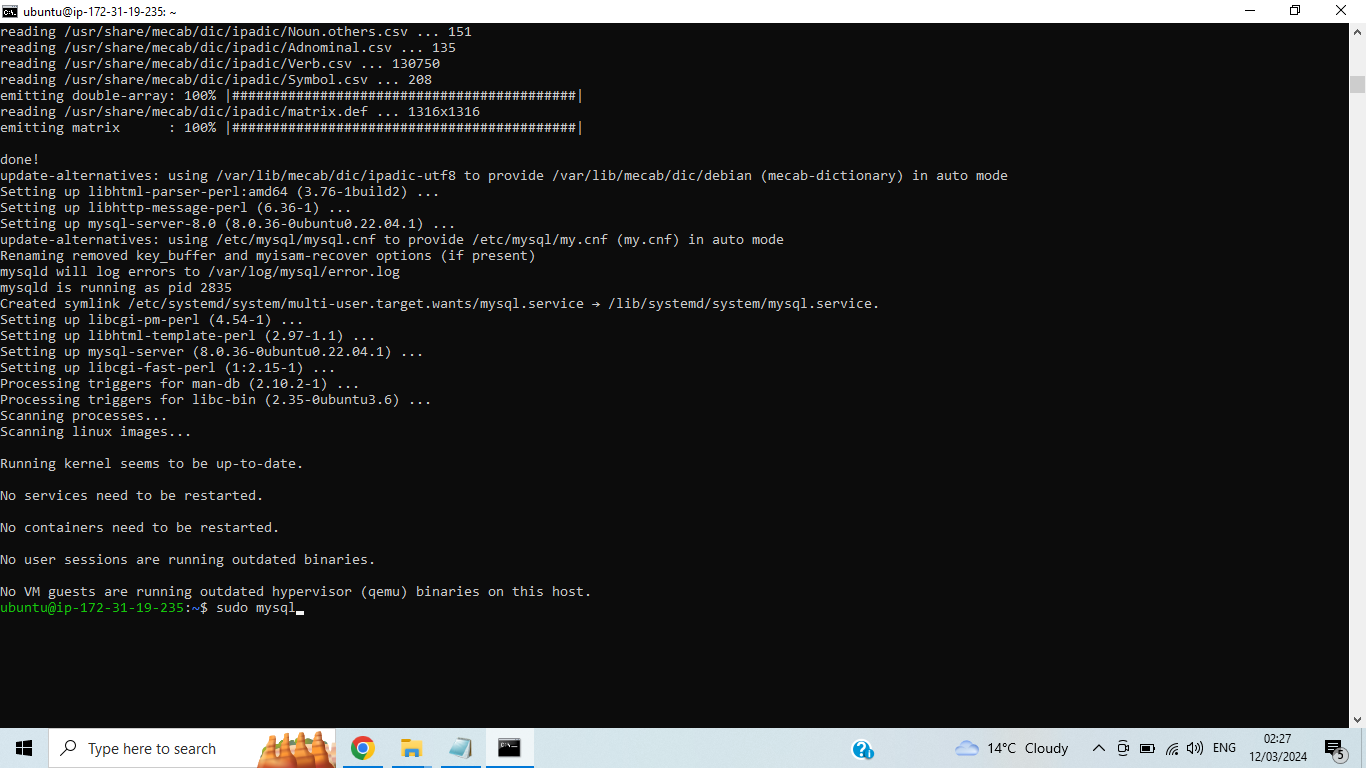 ubuntu@ip-172-31-19-235: ~
reading /usr/share/mecab/dic/ipadic/Noun.others.csv ... 151
reading /usr/share/mecab/dic/ipadic/Adnominal.csv ... 135
reading /usr/share/mecab/dic/ipadic/Verb.csv ... 130750
reading /usr/share/mecab/dic/ipadic/Symbol.csv ... 208
emitting double-array: 100% |###########################################|
reading /usr/share/mecab/dic/ipadic/matrix.def ... 1316x1316
emitting matrix      : 100% |###########################################|
done!
update-alternatives: using /var/lib/mecab/dic/ipadic-utf8 to provide /var/lib/mecab/dic/debian (mecab-dictionary) in auto mode
Setting up libhtml-parser-perl:amd64 (3.76-1build2) ...
Setting up libhttp-message-perl (6.36-1) ...
Setting up mysql-server-8.0 (8.0.36-0ubuntu0.22.04.1) ...
update-alternatives: using /etc/mysql/mysql.cnf to provide /etc/mysql/my.cnf (my.cnf) in auto mode
Renaming removed key_buffer and myisam-recover options (if present)
mysqld will log errors to /var/log/mysql/error.log
mysqld is running as pid 2835
Created symlink /etc/systemd/system/multi-user.target.wants/mysql.service → /lib/systemd/system/mysql.service.
Setting up libcgi-pm-perl (4.54-1) ...
Setting up libhtml-template-perl (2.97-1.1) ...
Setting up mysql-server (8.0.36-0ubuntu0.22.04.1) ...
Setting up libcgi-fast-perl (1:2.15-1) ...
Processing triggers for man-db (2.10.2-1) ...
Processing triggers for libc-bin (2.35-0ubuntu3.6) ...
Scanning processes...
Scanning linux images...
Running kernel seems to be up-to-date.
No services need to be restarted.
No containers need to be restarted.
No user sessions are running outdated binaries.
No VM guests are running outdated hypervisor (qemu) binaries on this host.
ubuntu@ip-172-31-19-235:~$ sudo mysql
Type here to search
14°C Cloudy
ENG
02:27
12/03/2024
5